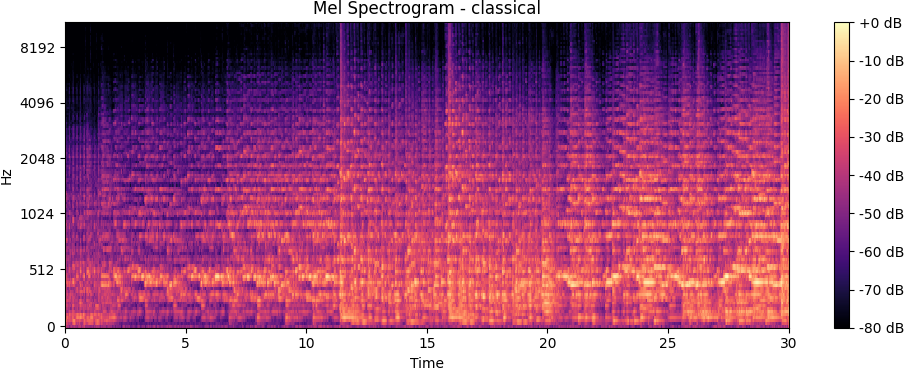 Mel Spectrogram - classical
Hz
8192
4096
2048
1024
512
0
0 5 10 15 20 25 30
Time
+0 dB
-10 dB
-20 dB
-30 dB
-40 dB
-50 dB
-60 dB
-70 dB
-80 dB